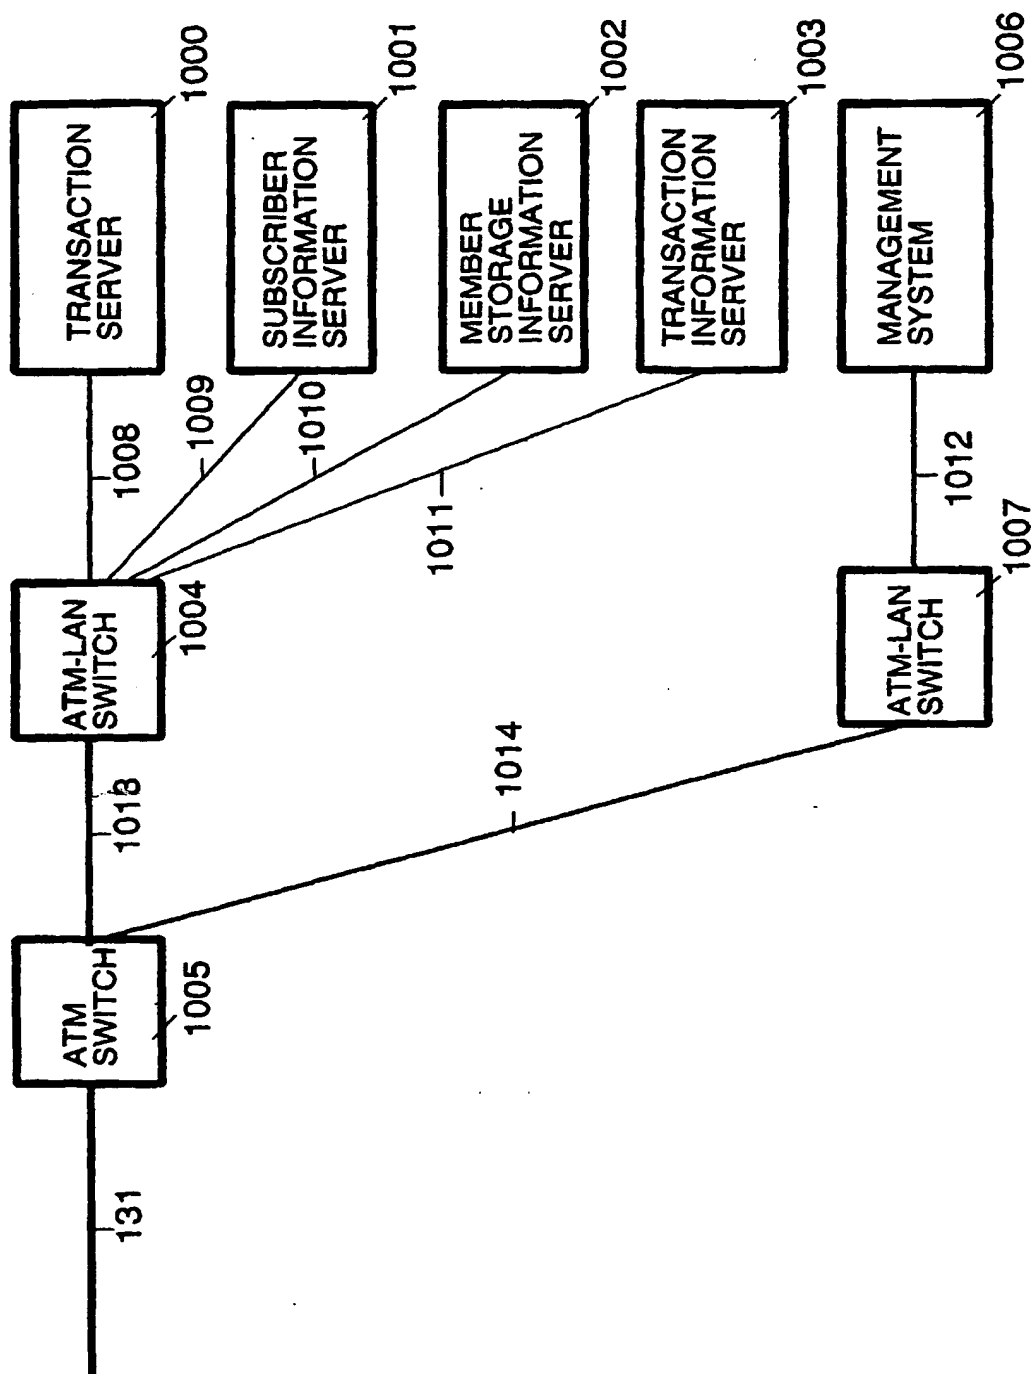 TRANSACTION
SERVER
1000
SUBSCRIBER
INFORMATION
SERVER
1001
MEMBER
STORAGE
INFORMATION
SERVER
1002
TRANSACTION
INFORMATION
SERVER
1003
MANAGEMENT
SYSTEM
1006
1008
1009
1010
1011
1012
ATM-LAN
SWITCH
1004
ATM-LAN
SWITCH
1007
1013
1014
ATM
SWITCH
1005
131